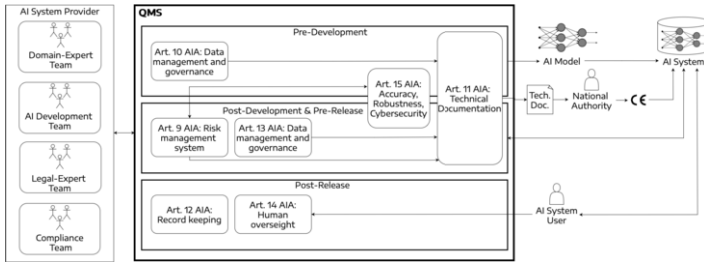 AI System Provider
Domain-Expert
Team
AI Development
Team
Legal-Expert
Team
Compliance
Team
QMS
Pre-Development
Art. 10 AIA: Data
management and
governance
Art. 15 AIA:
Accuracy,
Robustness,
Cybersecurity
Art. 11 AIA:
Technical
Documentation
Post-Development & Pre-Release
Art. 9 AIA: Risk
management
system
Art. 13 AIA: Data
management and
governance
Post-Release
Art. 12 AIA:
Record keeping
Art. 14 AIA:
Human
overseight
AI Model
AI System
Tech.
Doc.
National
Authority
CE
AI System
User